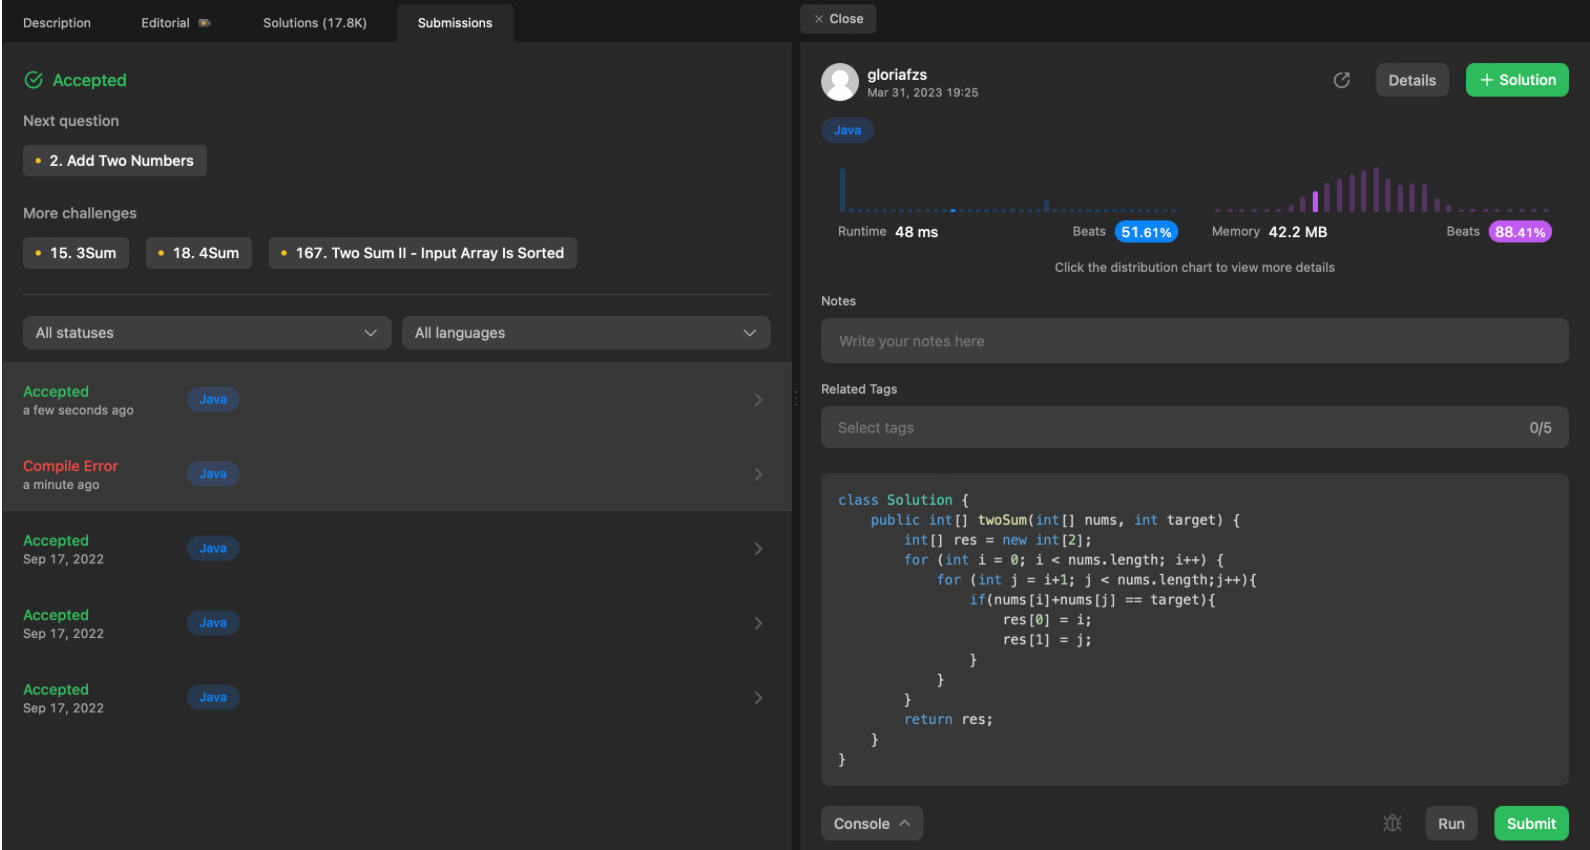 Description Editorial Solutions (17.8K) Submissions
Accepted
Next question
2. Add Two Numbers
More challenges
15. 3Sum 18. 4Sum 167. Two Sum II - Input Array Is Sorted
All statuses All languages
Accepted
a few seconds ago
Java
Compile Error
a minute ago
Java
Accepted
Sep 17, 2022
Java
Accepted
Sep 17, 2022
Java
Accepted
Sep 17, 2022
Java
× Close
gloriafzs
Mar 31, 2023 19:25
Details + Solution
Java
Runtime 48 ms Beats 51.61% Memory 42.2 MB Beats 88.41%
Click the distribution chart to view more details
Notes
Write your notes here
Related Tags
Select tags 0/5
class Solution {
    public int[] twoSum(int[] nums, int target) {
        int[] res = new int[2];
        for (int i = 0; i < nums.length; i++) {
            for (int j = i+1; j < nums.length;j++){
                if(nums[i]+nums[j] == target){
                    res[0] = i;
                    res[1] = j;
                }
            }
        }
        return res;
    }
}
Console Run Submit